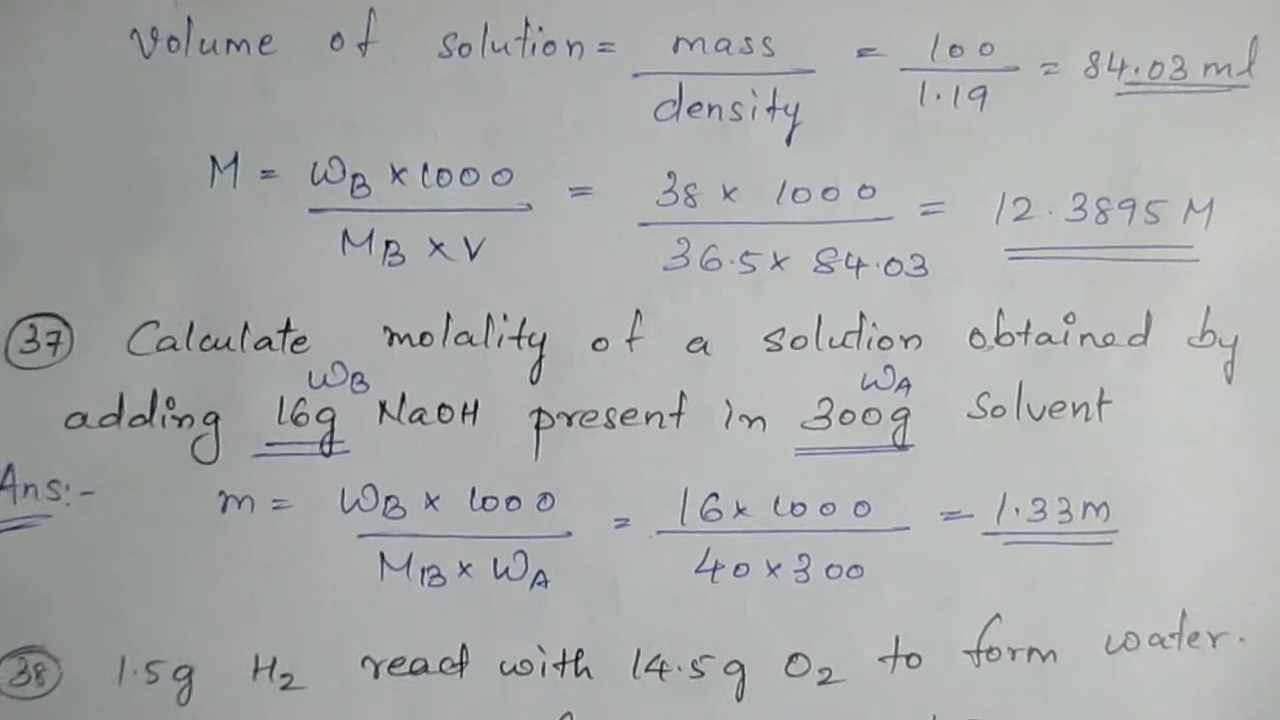 Volume of solution = mass / density = 100 / 1.19 = 84.03 ml
M = WB × 1000 / MB × V = 38 × 1000 / 36.5 × 84.03 = 12.3895 M
37 Calculate molality of a solution obtained by
WB WA
adding 16g NaOH present in 300g solvent
Ans:- m = WB × 1000 / MB × WA = 16 × 1000 / 40 × 300 = 1.33m
38 1.5g H2 react with 14.5g O2 to form water.